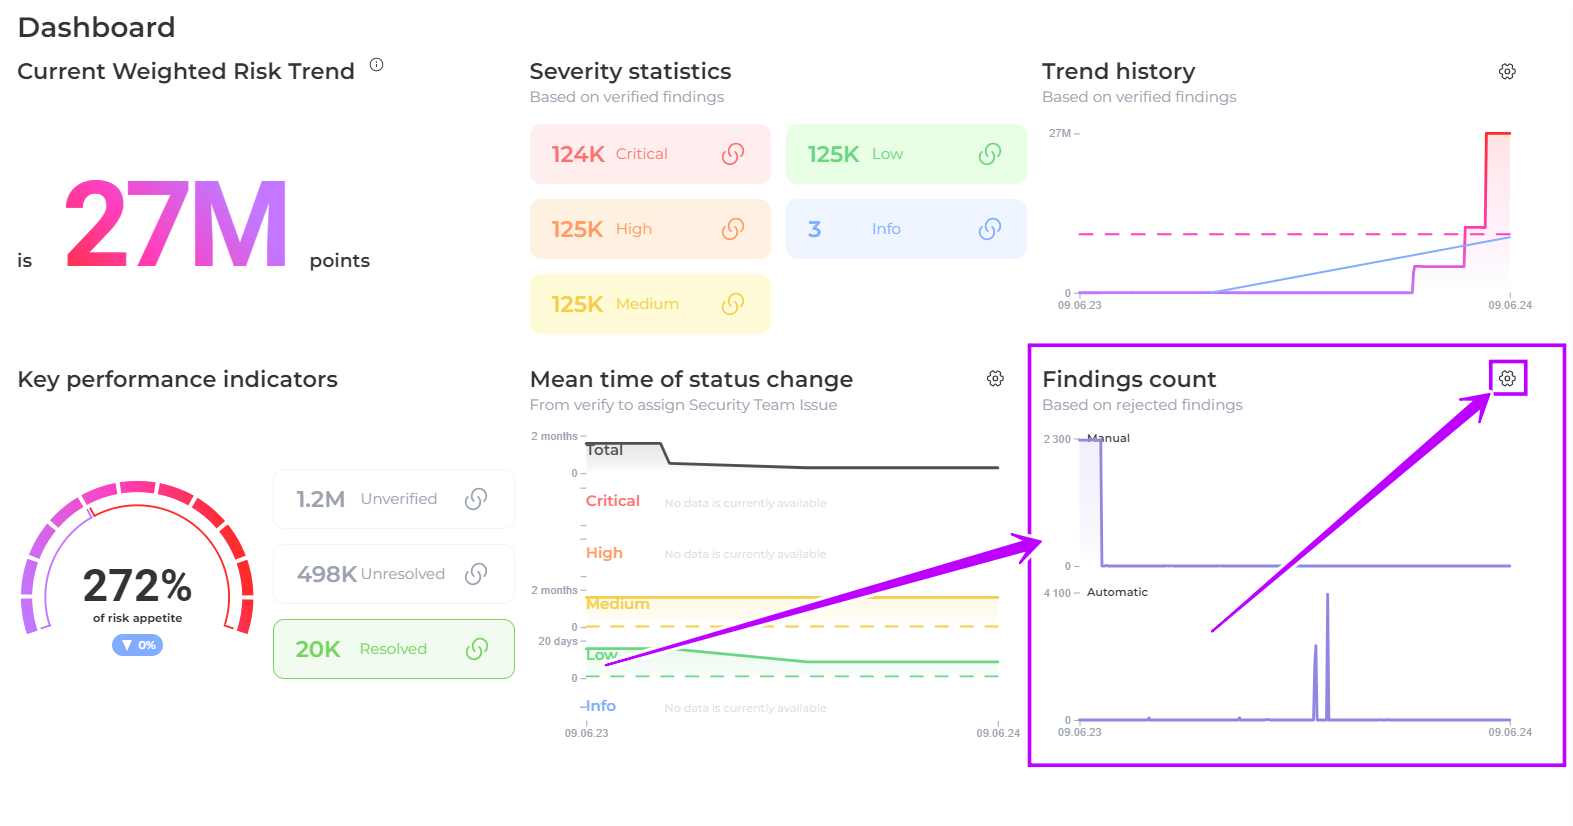 Dashboard
Current Weighted Risk Trend
is 27M points
Severity statistics
Based on verified findings
124K Critical
125K Low
125K High
3 Info
125K Medium
Trend history
Based on verified findings
27M
0
09.06.23
09.06.24
Key performance indicators
272%
of risk appetite
▼ 0%
1.2M Unverified
498K Unresolved
20K Resolved
Mean time of status change
From verify to assign Security Team Issue
2 months
Total
0
Critical No data is currently available
High No data is currently available
2 months
Medium
0
20 days
Low
0
Info No data is currently available
09.06.23
09.06.24
Findings count
Based on rejected findings
2 300
Manual
0
4 100
Automatic
0
09.06.23
09.06.24